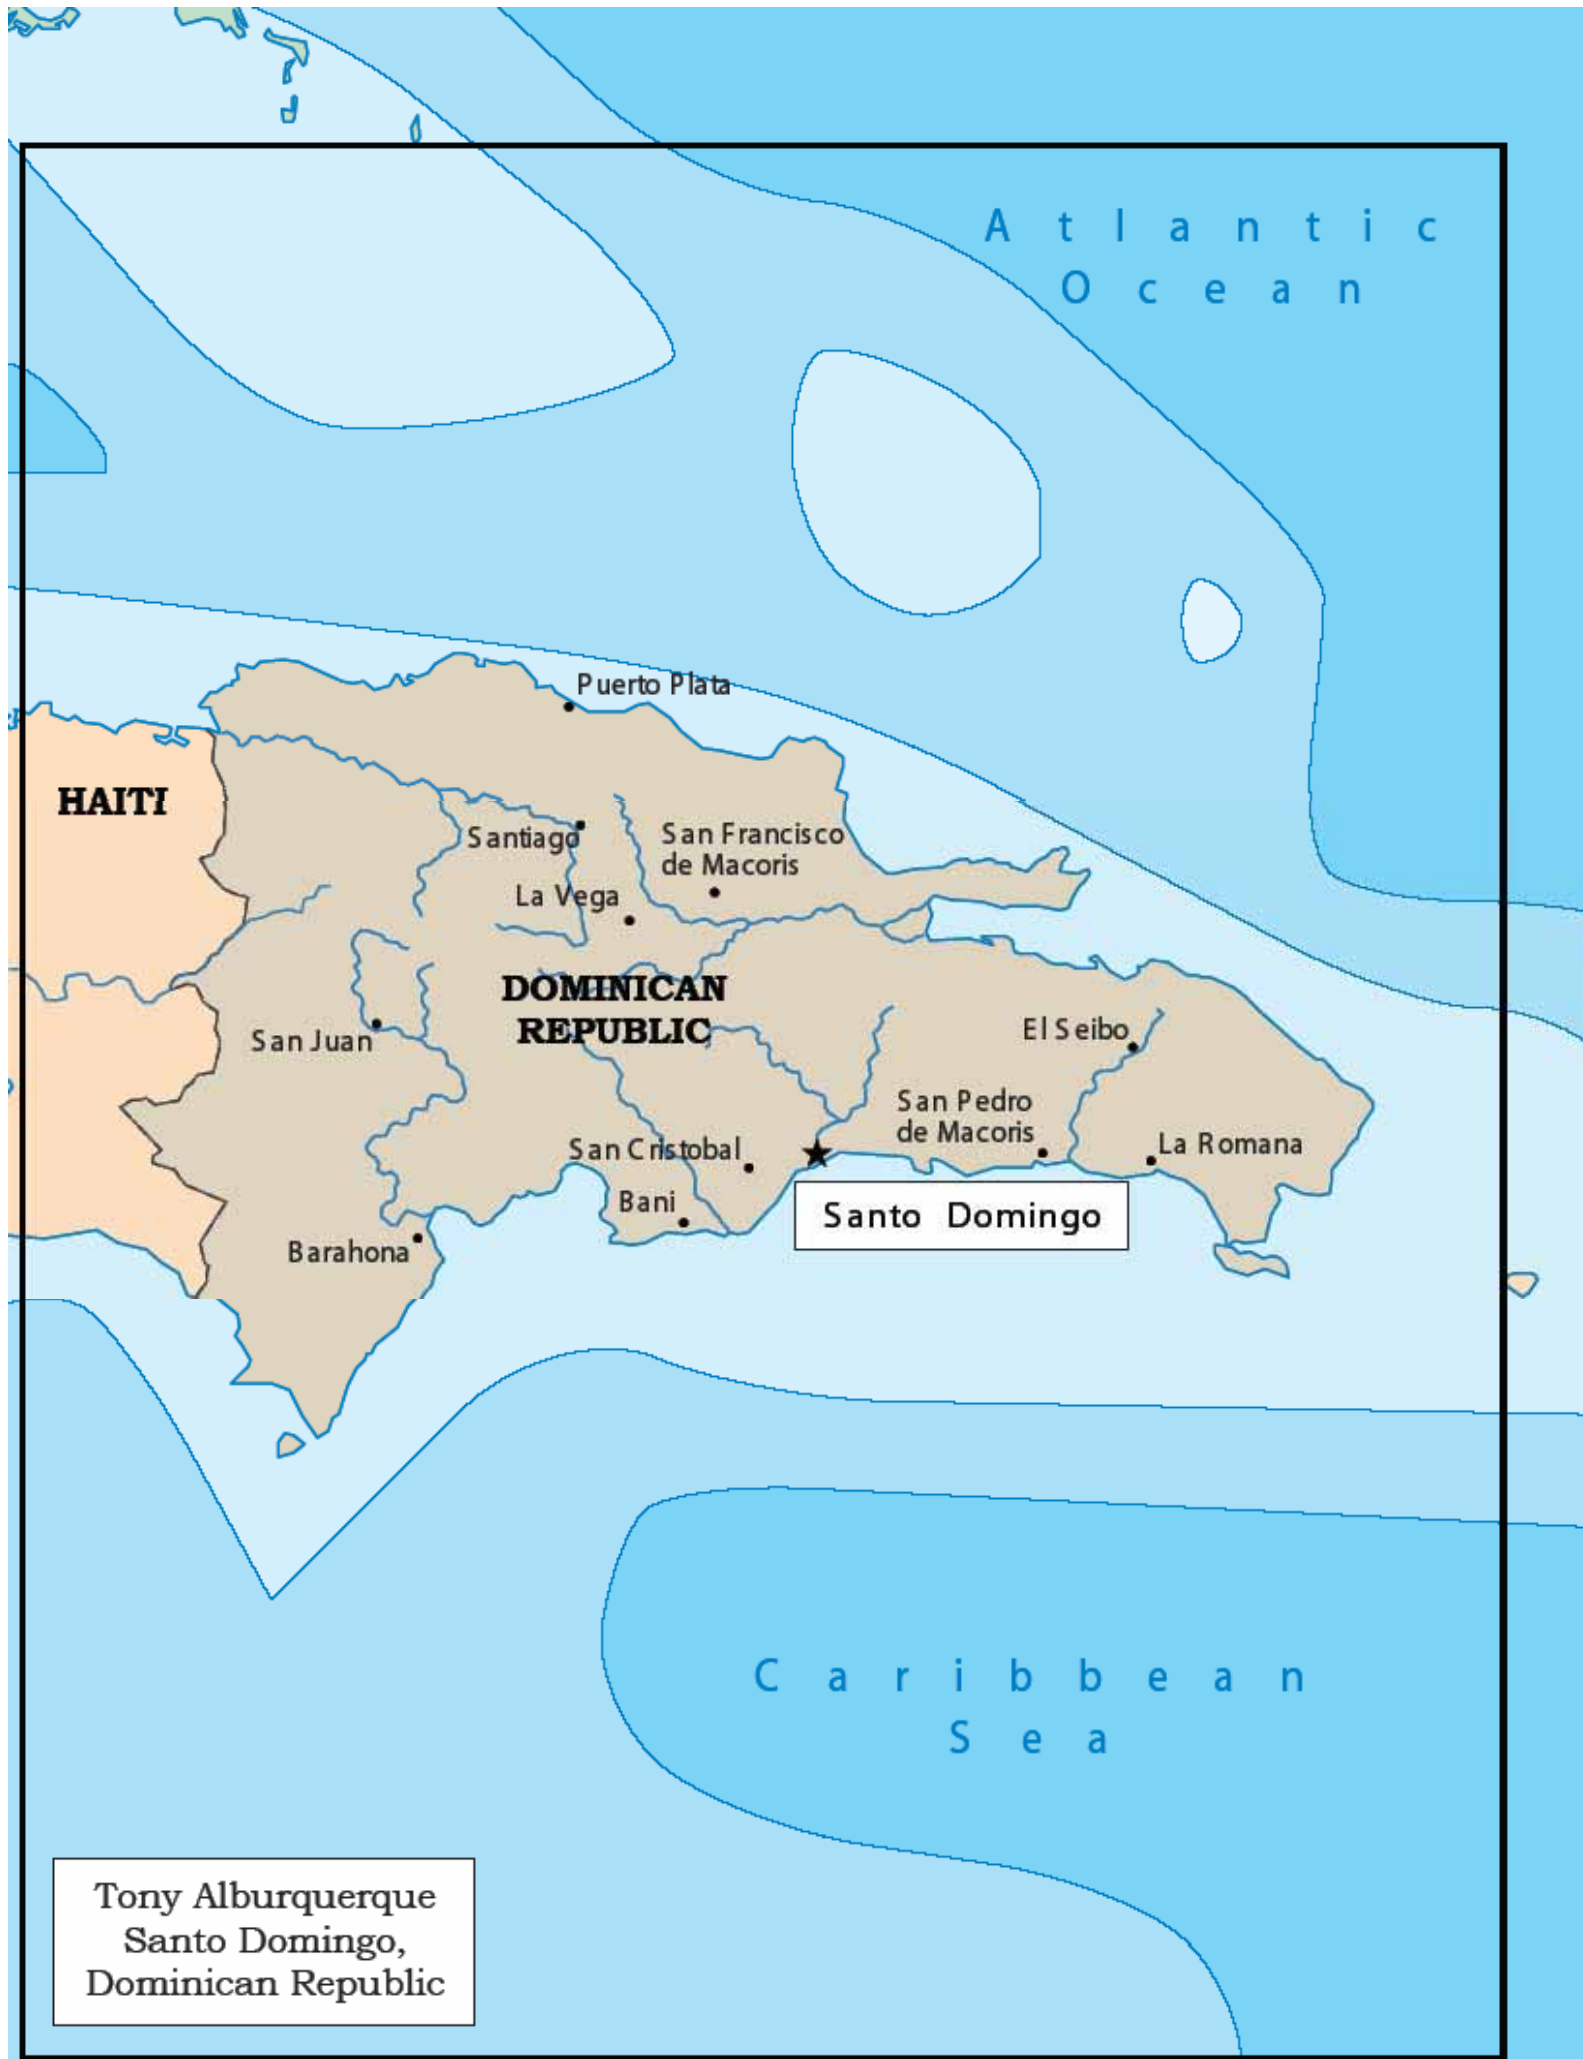 Atlantic
Ocean
Puerto Plata
HAITI
Santiago
San Francisco
de Macoris
La Vega
DOMINICAN
REPUBLIC
San Juan
El Seibo
San Pedro
de Macoris
San Cristobal
La Romana
Bani
Santo Domingo
Barahona
Caribbean
Sea
Tony Alburquerque
Santo Domingo,
Dominican Republic